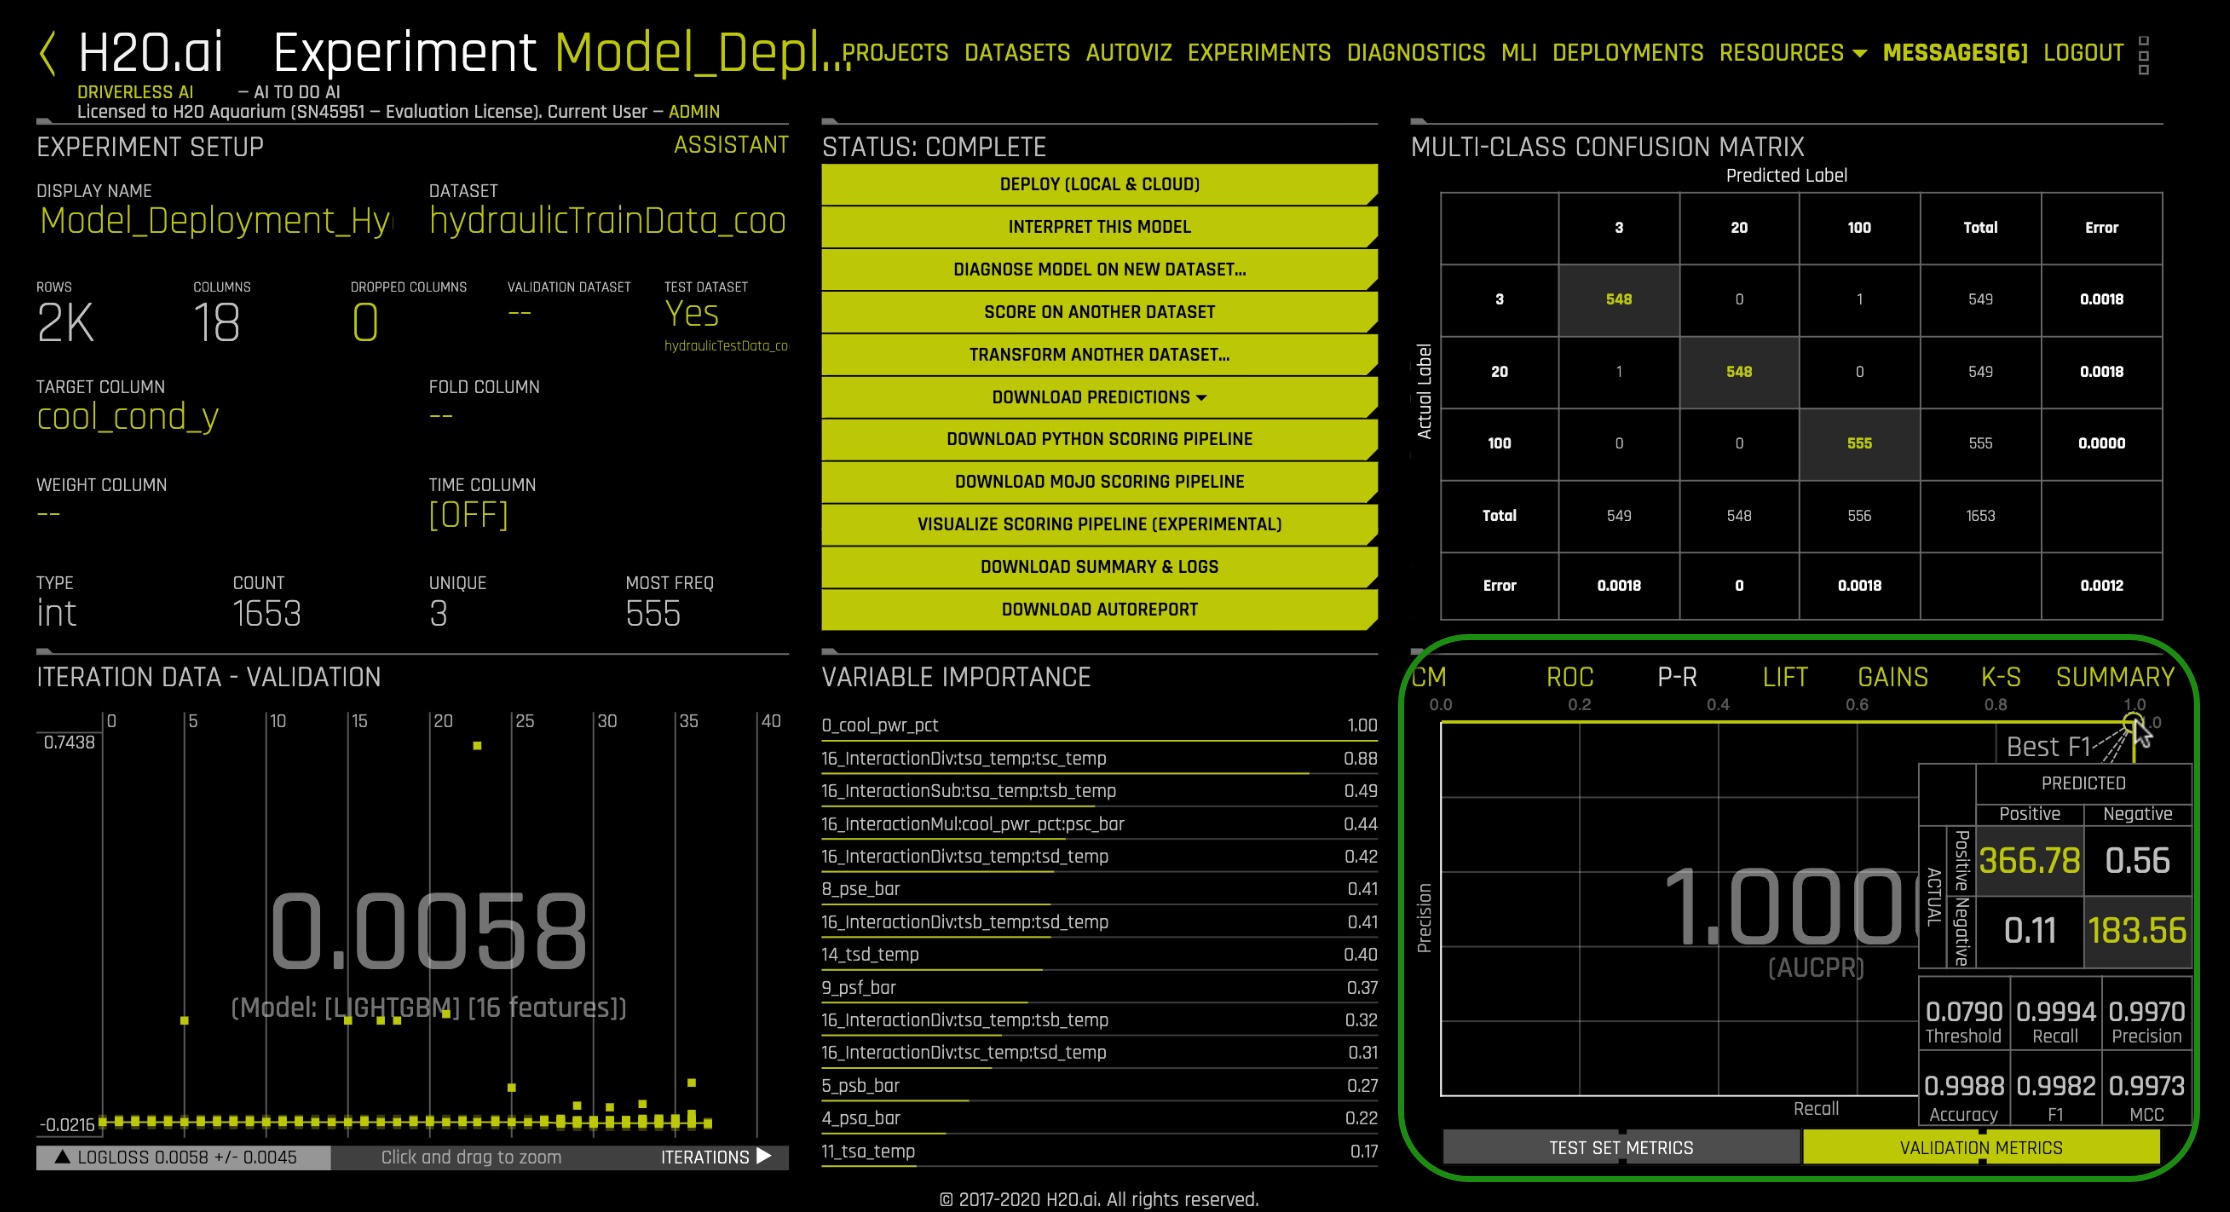 H2O.ai Experiment Model_Depl... PROJECTS DATASETS AUTOVIZ EXPERIMENTS DIAGNOSTICS MLI DEPLOYMENTS RESOURCES MESSAGES[6] LOGOUT
DRIVERLESS AI — AI TO DO AI
Licensed to H2O Aquarium (SN45951 — Evaluation License). Current User — ADMIN
EXPERIMENT SETUP
ASSISTANT
DISPLAY NAME
Model_Deployment_Hy
DATASET
hydraulicTrainData_coo
ROWS
2K
COLUMNS
18
DROPPED COLUMNS
0
VALIDATION DATASET
--
TEST DATASET
Yes
hydraulicTestData_co
TARGET COLUMN
cool_cond_y
FOLD COLUMN
--
WEIGHT COLUMN
--
TIME COLUMN
[OFF]
TYPE
int
COUNT
1653
UNIQUE
3
MOST FREQ
555
STATUS: COMPLETE
DEPLOY (LOCAL & CLOUD)
INTERPRET THIS MODEL
DIAGNOSE MODEL ON NEW DATASET...
SCORE ON ANOTHER DATASET
TRANSFORM ANOTHER DATASET...
DOWNLOAD PREDICTIONS
DOWNLOAD PYTHON SCORING PIPELINE
DOWNLOAD MOJO SCORING PIPELINE
VISUALIZE SCORING PIPELINE (EXPERIMENTAL)
DOWNLOAD SUMMARY & LOGS
DOWNLOAD AUTOREPORT
MULTI-CLASS CONFUSION MATRIX
Predicted Label
Actual Label
3 20 100 Total Error
3 548 0 1 549 0.0018
20 1 548 0 549 0.0018
100 0 0 555 555 0.0000
Total 549 548 556 1653
Error 0.0018 0 0.0018 0.0012
ITERATION DATA - VALIDATION
0 5 10 15 20 25 30 35 40
0.7438
0.0058
(Model: [LIGHTGBM] [16 features])
-0.0216
LOGLOSS 0.0058 +/- 0.0045 Click and drag to zoom ITERATIONS
VARIABLE IMPORTANCE
0_cool_pwr_pct 1.00
16_InteractionDiv:tsa_temp:tsc_temp 0.88
16_InteractionSub:tsa_temp:tsb_temp 0.49
16_InteractionMul:cool_pwr_pct:psc_bar 0.44
16_InteractionDiv:tsa_temp:tsd_temp 0.42
8_pse_bar 0.41
16_InteractionDiv:tsb_temp:tsd_temp 0.41
14_tsd_temp 0.40
9_psf_bar 0.37
16_InteractionDiv:tsa_temp:tsb_temp 0.32
16_InteractionDiv:tsc_temp:tsd_temp 0.31
5_psb_bar 0.27
4_psa_bar 0.22
11_tsa_temp 0.17
CM ROC P-R LIFT GAINS K-S SUMMARY
0.0 0.2 0.4 0.6 0.8 1.0
.0
Best F1
Precision
1.000
(AUCPR)
Recall
PREDICTED
Positive Negative
ACTUAL
Positive 366.78 0.56
Negative 0.11 183.56
0.0790 0.9994 0.9970
Threshold Recall Precision
0.9988 0.9982 0.9973
Accuracy F1 MCC
TEST SET METRICS VALIDATION METRICS
© 2017-2020 H2O.ai. All rights reserved.